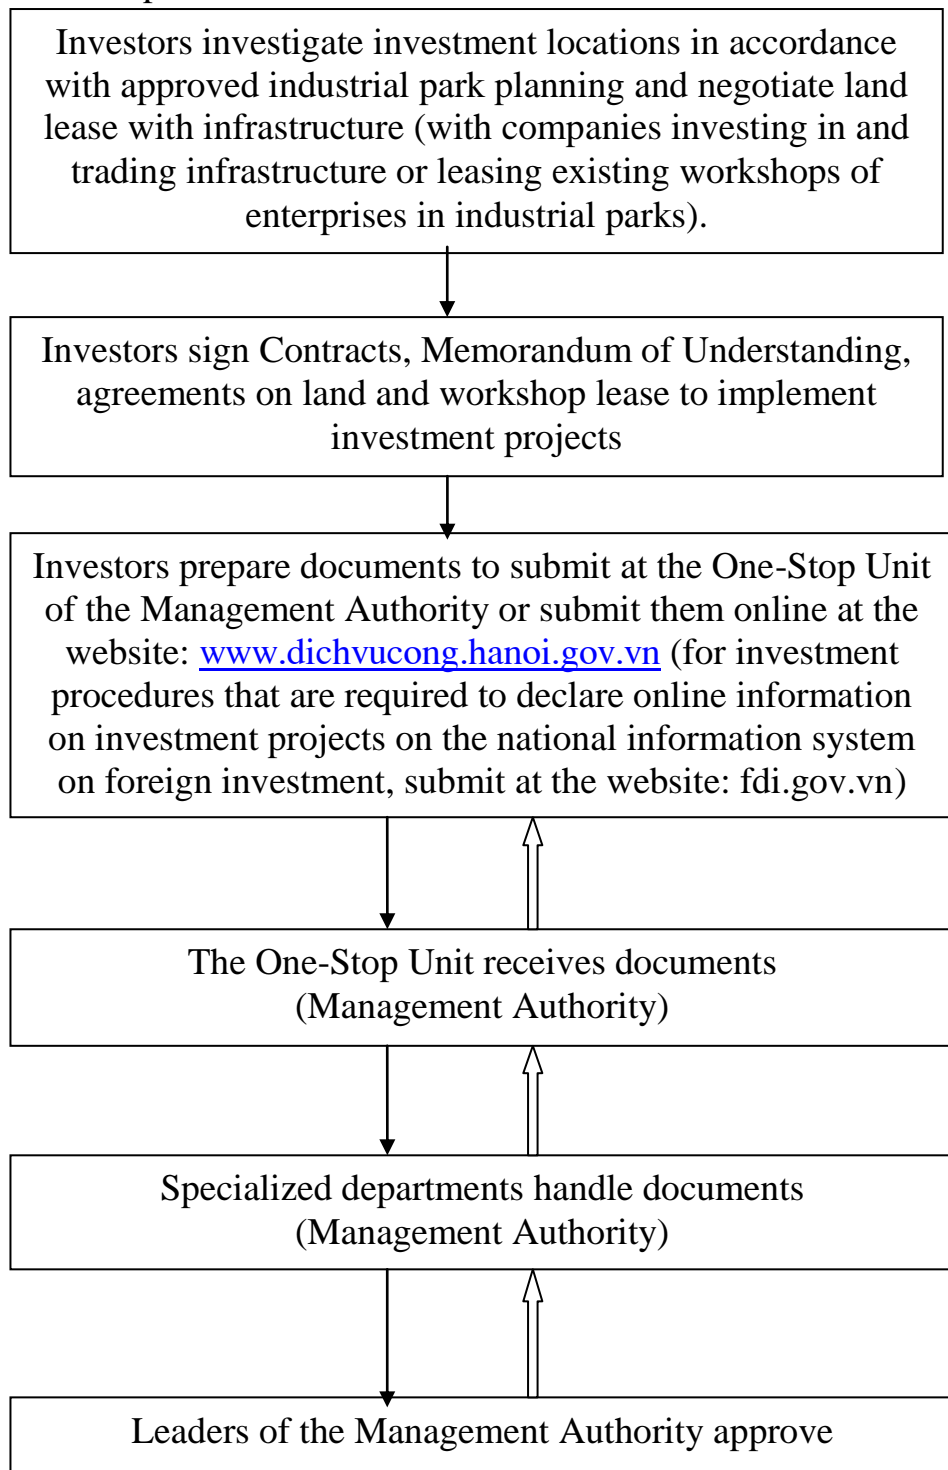 Investors investigate investment locations in accordance
with approved industrial park planning and negotiate land
lease with infrastructure (with companies investing in and
trading infrastructure or leasing existing workshops of
enterprises in industrial parks).
Investors sign Contracts, Memorandum of Understanding,
agreements on land and workshop lease to implement
investment projects
Investors prepare documents to submit at the One-Stop Unit
of the Management Authority or submit them online at the
website: www.dichvucong.hanoi.gov.vn (for investment
procedures that are required to declare online information
on investment projects on the national information system
on foreign investment, submit at the website: fdi.gov.vn)
The One-Stop Unit receives documents
(Management Authority)
Specialized departments handle documents
(Management Authority)
Leaders of the Management Authority approve